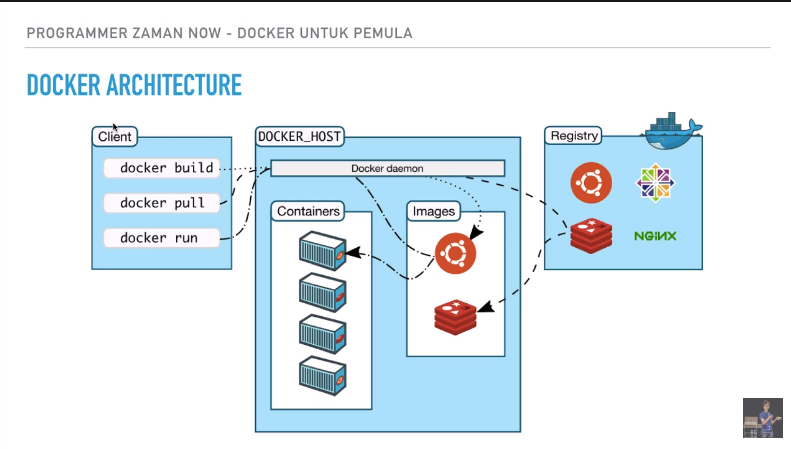 PROGRAMMER ZAMAN NOW - DOCKER UNTUK PEMULA
DOCKER ARCHITECTURE
Client
docker build
docker pull
docker run
DOCKER_HOST
Docker daemon
Containers
Images
Registry
NGINX